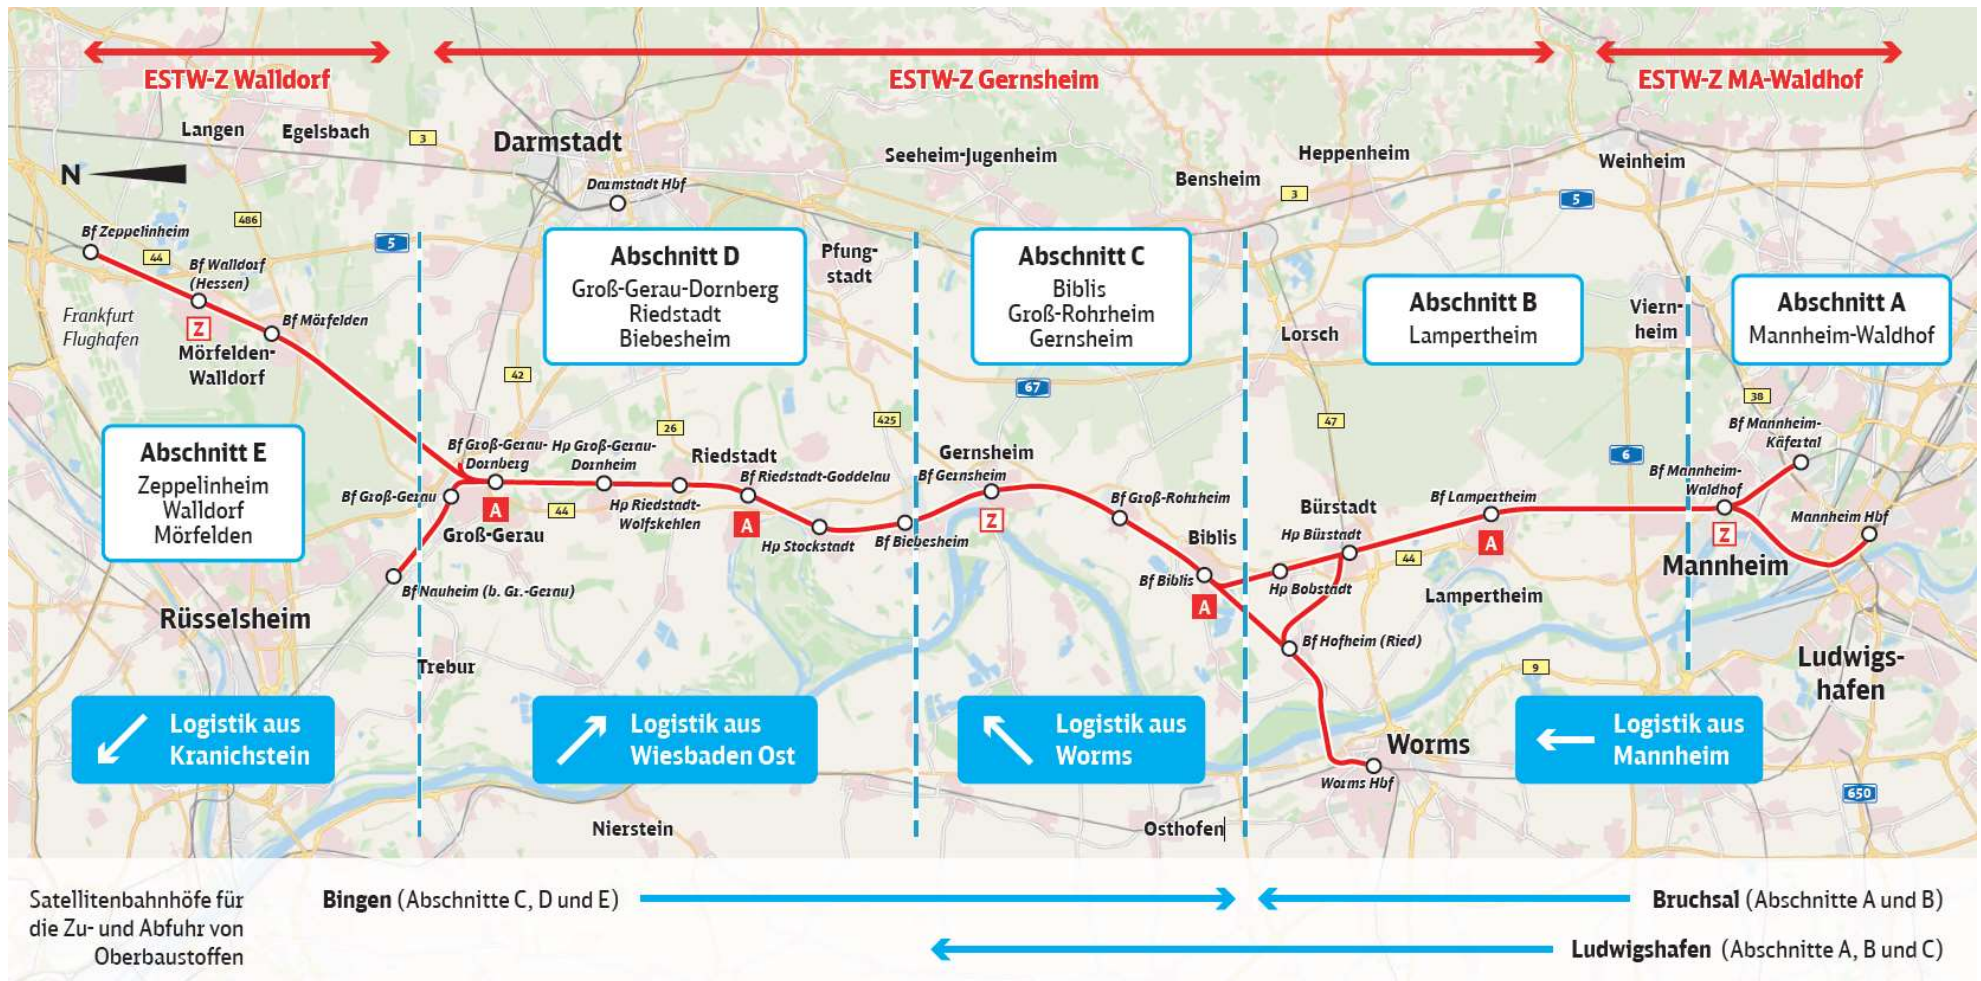 ESTW-Z Walldorf
ESTW-Z Gernsheim
ESTW-Z MA-Waldhof
Langen
Egelsbach
3
Darmstadt
Seeheim-Jugenheim
Heppenheim
Weinheim
N
Darmstadt Hbf
Bensheim
3
5
486
Bf Zeppelinheim
44
5
Bf Walldorf
(Hessen)
Frankfurt
Flughafen
Z
Bf Mörfelden
Mörfelden-
Walldorf
Abschnitt D
Groß-Gerau-Dornberg
Riedstadt
Biebesheim
Pfung-
stadt
Abschnitt C
Biblis
Groß-Rohrheim
Gernsheim
Lorsch
Abschnitt B
Lampertheim
Viern-
heim
Abschnitt A
Mannheim-Waldhof
42
67
38
26
425
47
6
Abschnitt E
Zeppelinheim
Walldorf
Mörfelden
Bf Groß-Gerau-
Dornberg
Hp Groß-Gerau-
Dornheim
Riedstadt
Bf Riedstadt-Goddelau
Gernsheim
Bf Gernsheim
Bf Groß-Rohrheim
Bürstadt
Bf Lampertheim
Bf Mannheim-
Waldhof
Bf Mannheim-
Käfertal
Bf Groß-Gerau
A
Groß-Gerau
44
Hp Riedstadt-
Wolfskehlen
A
Hp Stockstadt
Bf Biebesheim
Z
Biblis
Hp Bürstadt
A
Z
Mannheim Hbf
Mannheim
Bf Nauheim (b. Gr.-Gerau)
Bf Biblis
A
Hp Bobstadt
44
Lampertheim
Rüsselsheim
Bf Hofheim (Ried)
Trebur
9
Ludwigs-
hafen
Logistik aus
Kranichstein
Logistik aus
Wiesbaden Ost
Logistik aus
Worms
Worms
Worms Hbf
Logistik aus
Mannheim
650
Nierstein
Osthofen
Satellitenbahnhöfe für
die Zu- und Abfuhr von
Oberbaustoffen
Bingen (Abschnitte C, D und E)
Bruchsal (Abschnitte A und B)
Ludwigshafen (Abschnitte A, B und C)